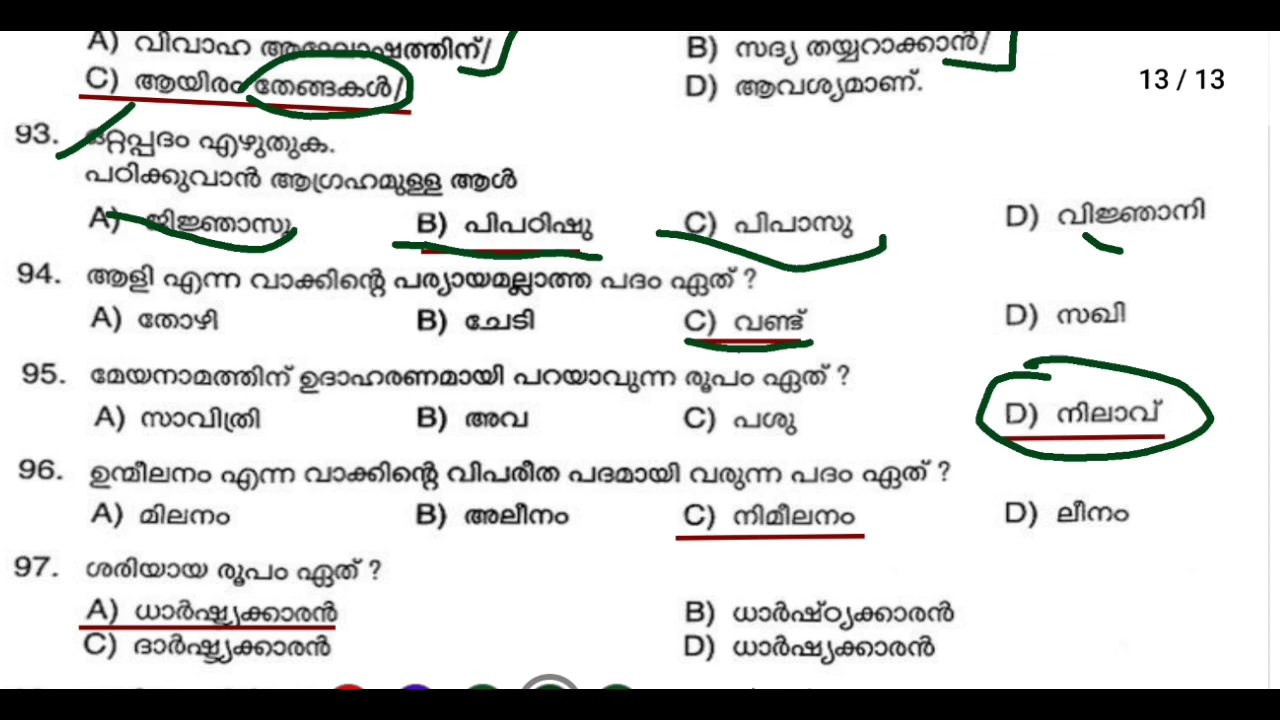 A) വിവാഹ ആഘോഷത്തിന്/ B) സദ്യ തയ്യറാക്കാൻ/
C) ആയിരം തേങ്ങകൾ/ D) ആവശ്യമാണ്.
13 / 13
93. ഒറ്റപ്പദം എഴുതുക.
പഠിക്കുവാൻ ആഗ്രഹമുള്ള ആൾ
A) ജിജ്ഞാസു B) പിപഠിഷു C) പിപാസു D) വിജ്ഞാനി
94. ആളി എന്ന വാക്കിന്റെ പര്യായമല്ലാത്ത പദം ഏത് ?
A) തോഴി B) ചേടി C) വണ്ട് D) സഖി
95. മേയനാമത്തിന് ഉദാഹരണമായി പറയാവുന്ന രൂപം ഏത് ?
A) സാവിത്രി B) അവ C) പശു D) നിലാവ്
96. ഉന്മീലനം എന്ന വാക്കിന്റെ വിപരീത പദമായി വരുന്ന പദം ഏത് ?
A) മിലനം B) അലീനം C) നിമീലനം D) ലീനം
97. ശരിയായ രൂപം ഏത് ?
A) ധാർഷ്ട്യക്കാരൻ B) ധാർഷ്ഠ്യക്കാരൻ
C) ദാർഷ്ട്യക്കാരൻ D) ധാർഷ്യക്കാരൻ